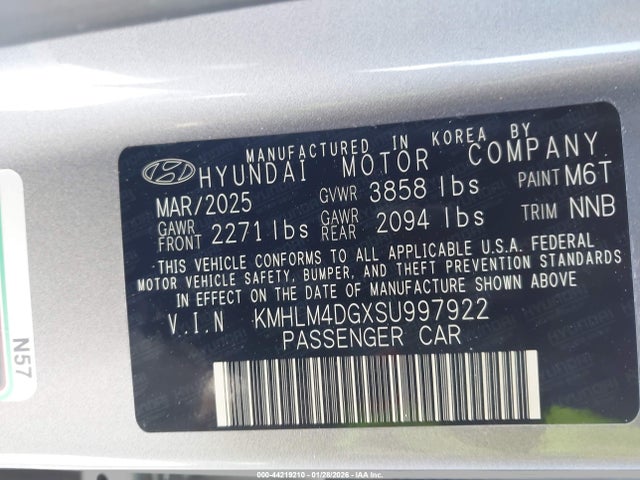 MANUFACTURED IN KOREA BY
HYUNDAI MOTOR COMPANY
MAR/2025 GVWR 3858 lbs PAINT M6T
GAWR FRONT 2271 lbs GAWR REAR 2094 lbs TRIM NNB
THIS VEHICLE CONFORMS TO ALL APPLICABLE U.S.A. FEDERAL
MOTOR VEHICLE SAFETY, BUMPER, AND THEFT PREVENTION STANDARDS
IN EFFECT ON THE DATE OF MANUFACTURE SHOWN ABOVE
V.I.N KMHLM4DGXSU997922
PASSENGER CAR
N57
000-44219210 - 01/28/2026 - IAA Inc.